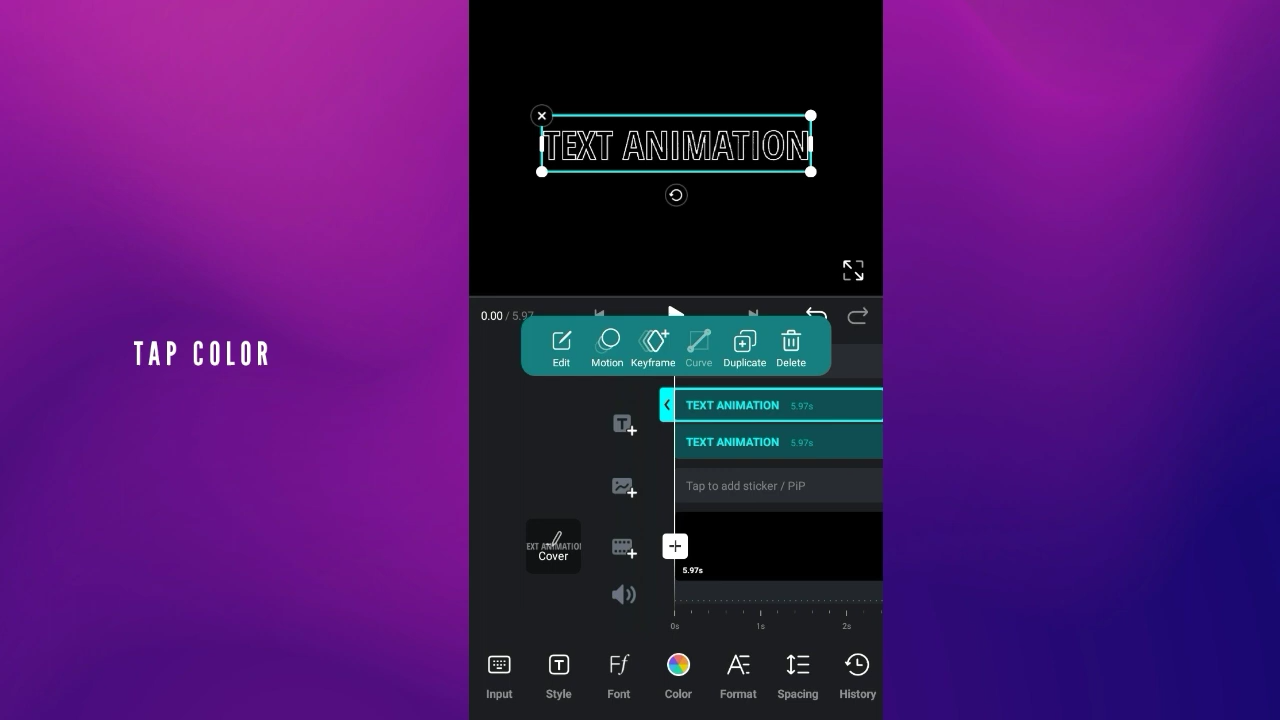 TAP COLOR
TEXT ANIMATION
0.00 / 5.97
Edit Motion Keyframe Curve Duplicate Delete
TEXT ANIMATION 5.97s
TEXT ANIMATION 5.97s
Tap to add sticker / PiP
EXT ANIMATIO
Cover
5.97s
0s 1s 2s
Input Style Font Color Format Spacing History